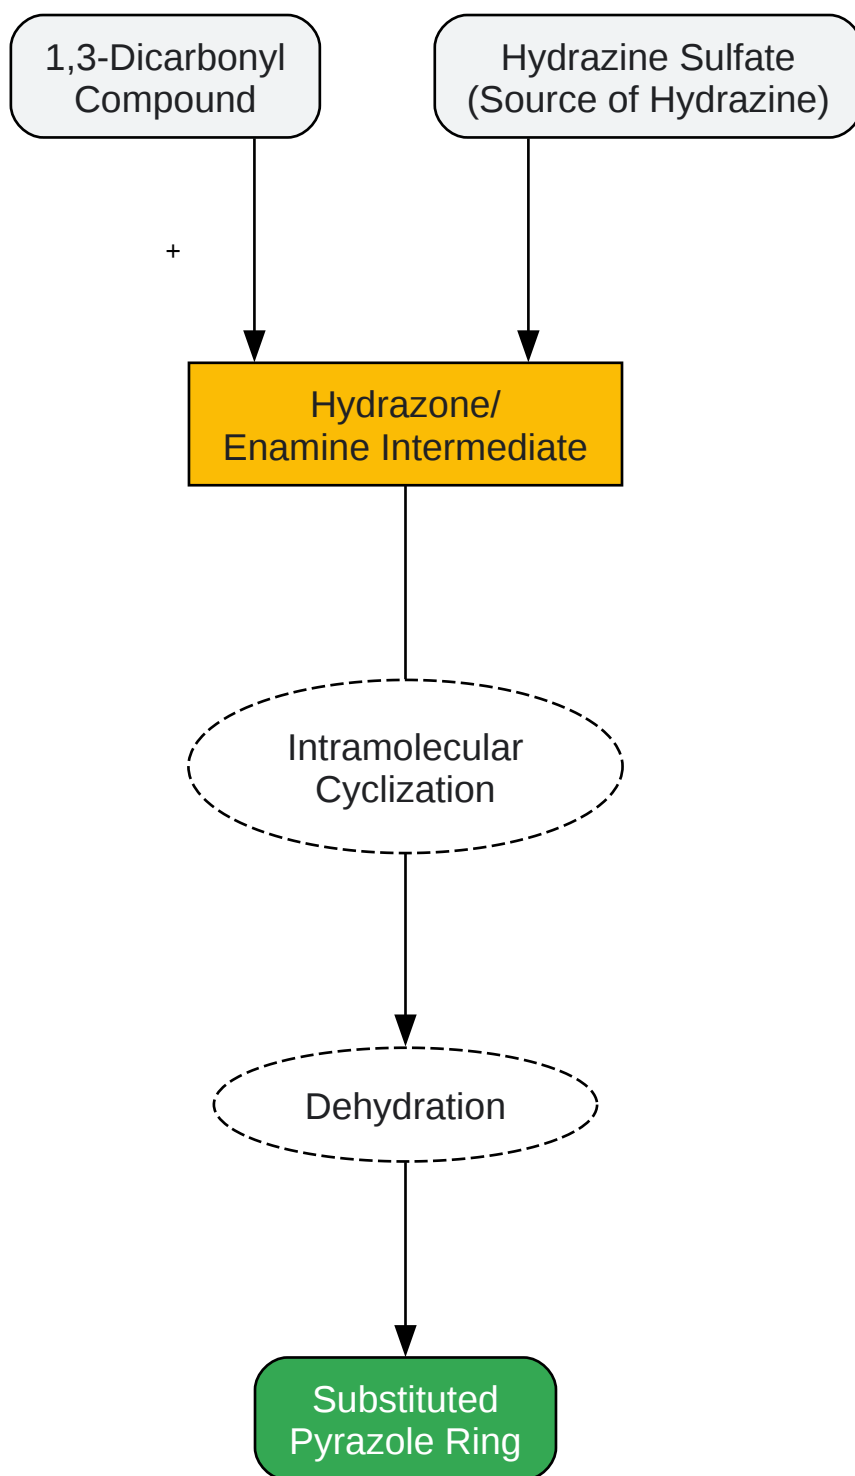 1,3-Dicarbonyl
Compound
Hydrazine Sulfate
(Source of Hydrazine)
+
Hydrazone/
Enamine Intermediate
Intramolecular
Cyclization
Dehydration
Substituted
Pyrazole Ring